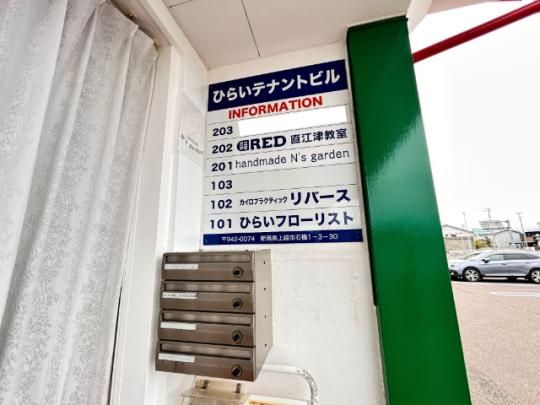 ひらいテナントビル
INFORMATION
203
202 RED 直江津教室
201 handmade N's garden
103
102 カイロプラクティック リバース
101 ひらいフローリスト
〒942-0074 新潟県上越市石橋1-3-30